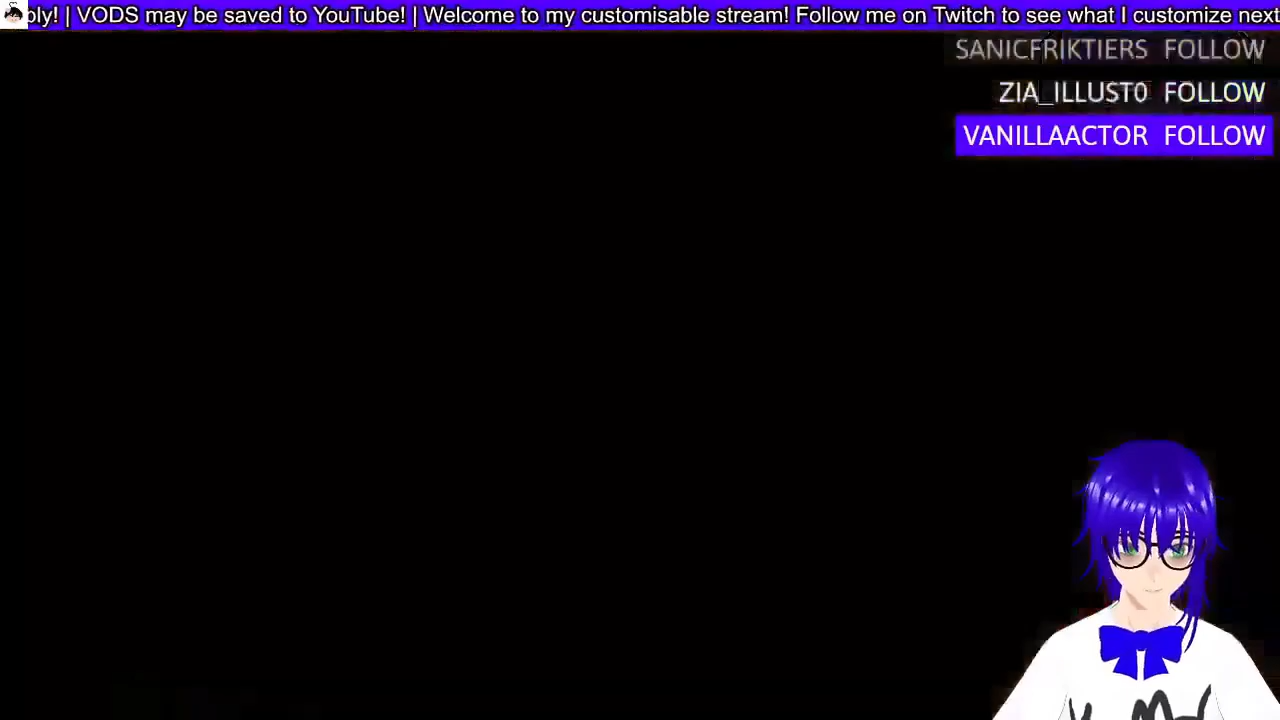 oly! | VODS may be saved to YouTube! | Welcome to my customisable stream! Follow me on Twitch to see what I customize next
SANICFRIKTIERS FOLLOW
ZIA_ILLUST0 FOLLOW
VANILLAACTOR FOLLOW